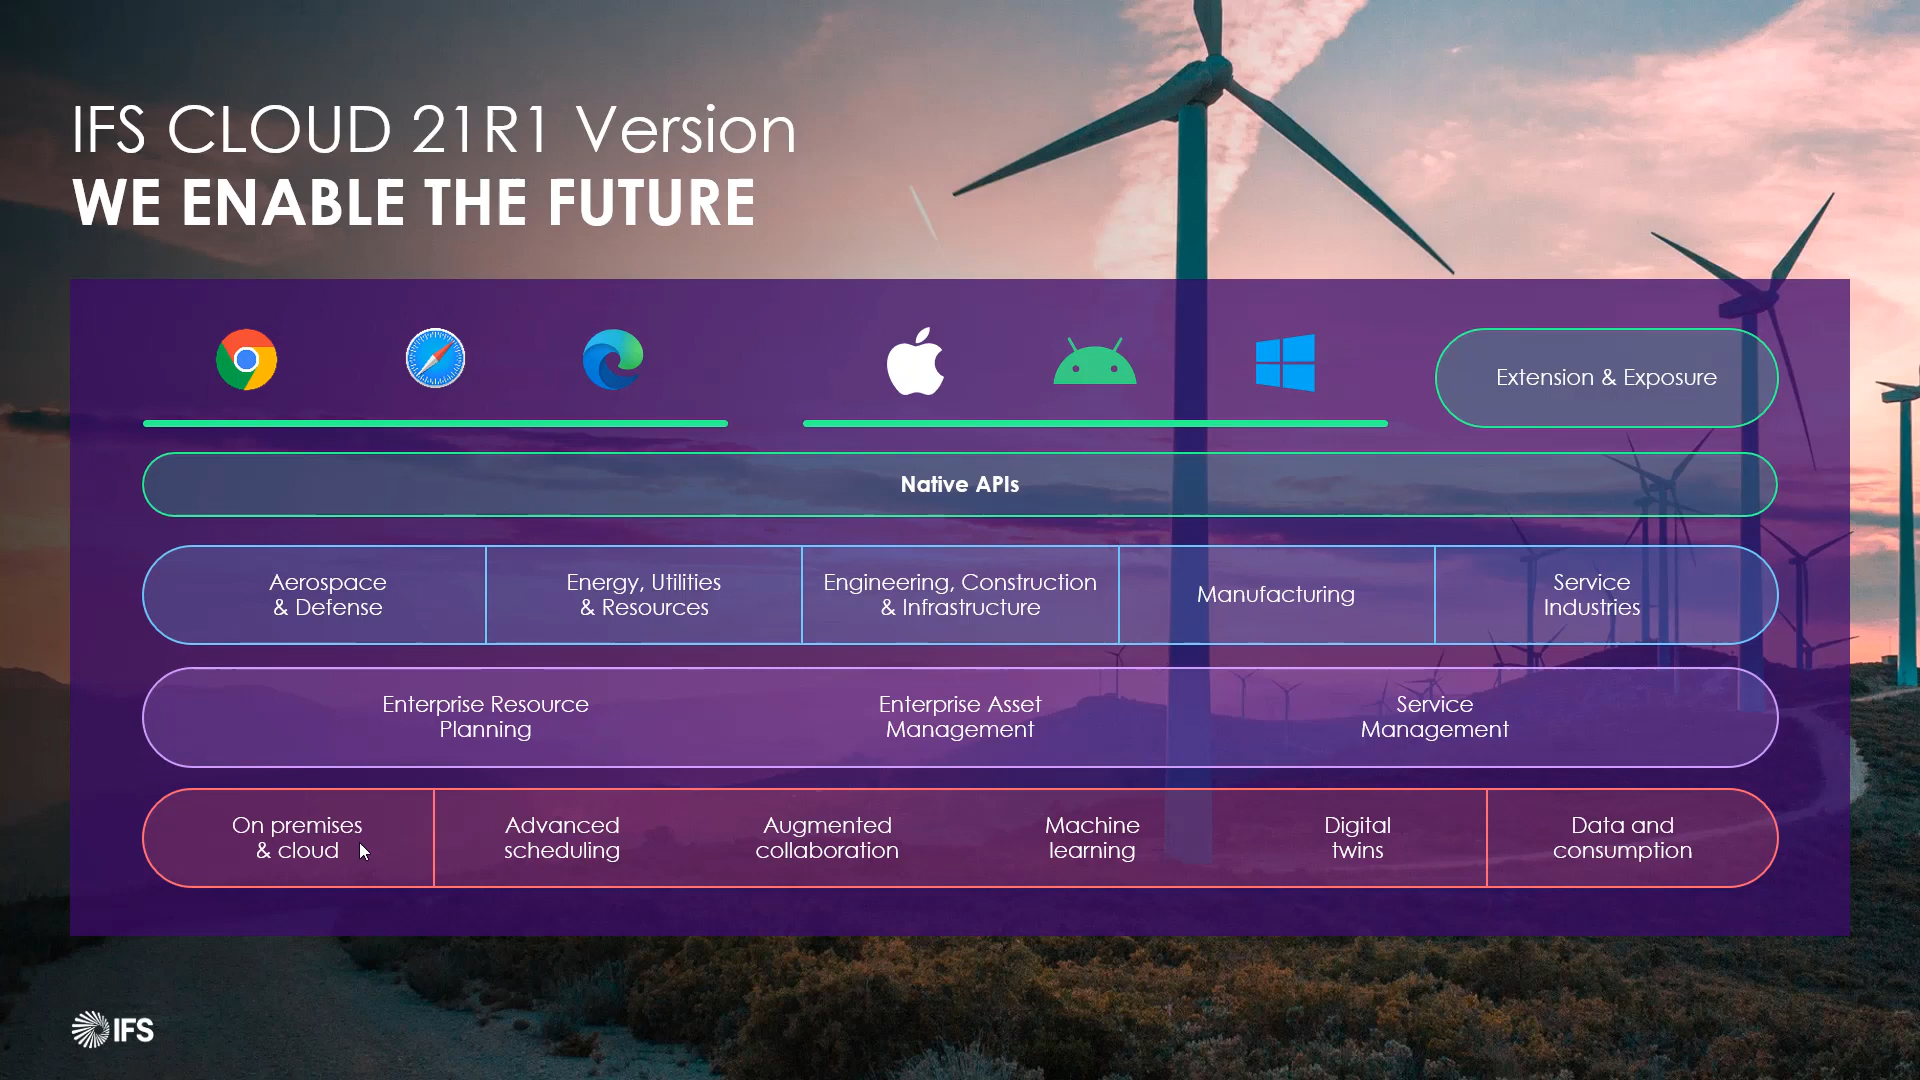 IFS CLOUD 21R1 Version
WE ENABLE THE FUTURE
Extension & Exposure
Native APIs
Aerospace
& Defense
Energy, Utilities
& Resources
Engineering, Construction
& Infrastructure
Manufacturing
Service
Industries
Enterprise Resource
Planning
Enterprise Asset
Management
Service
Management
On premises
& cloud
Advanced
scheduling
Augmented
collaboration
Machine
learning
Digital
twins
Data and
consumption
IFS